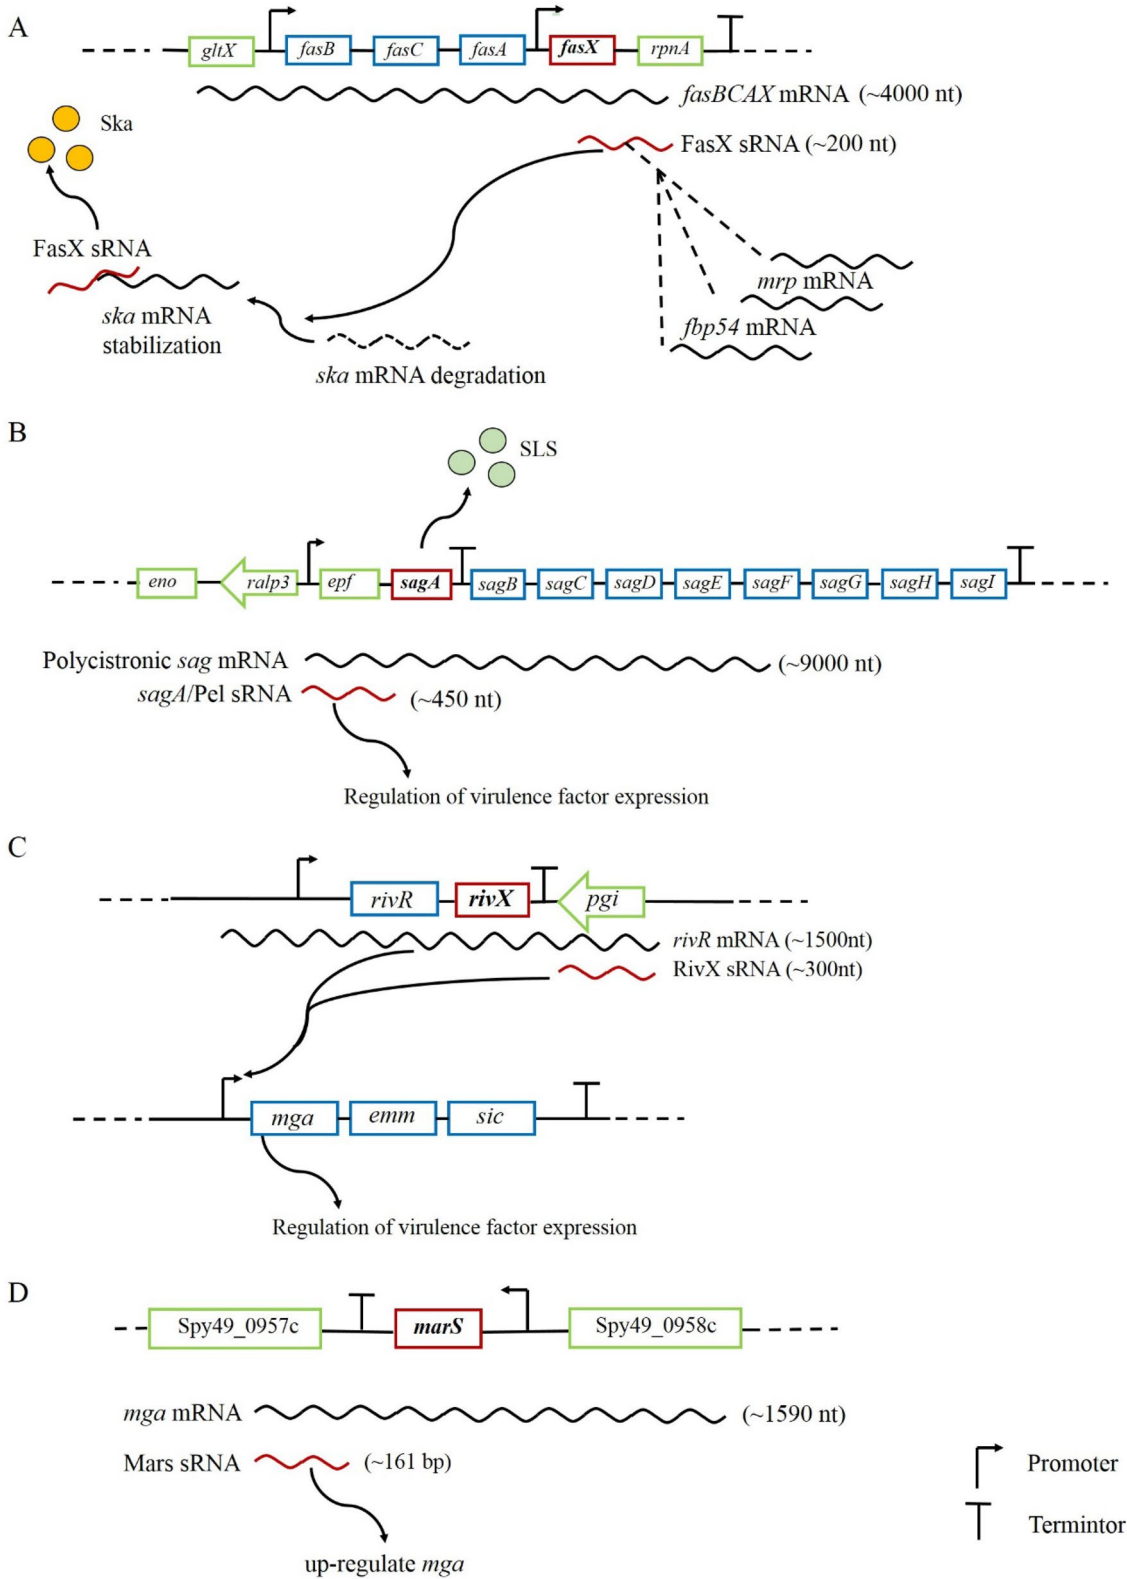 A
gltX fasB fasC fasA fasX rpnA
fasBCAX mRNA (~4000 nt)
Ska
FasX sRNA (~200 nt)
FasX sRNA
mrp mRNA
ska mRNA
stabilization
fbp54 mRNA
ska mRNA degradation
B
SLS
eno ralp3 epf sagA sagB sagC sagD sagE sagF sagG sagH sagI
Polycistronic sag mRNA (~9000 nt)
sagA/Pel sRNA (~450 nt)
Regulation of virulence factor expression
C
rivR rivX pgi
rivR mRNA (~1500nt)
RivX sRNA (~300nt)
mga emm sic
Regulation of virulence factor expression
D
Spy49_0957c marS Spy49_0958c
mga mRNA (~1590 nt)
Mars sRNA (~161 bp)
Promoter
Termintor
up-regulate mga